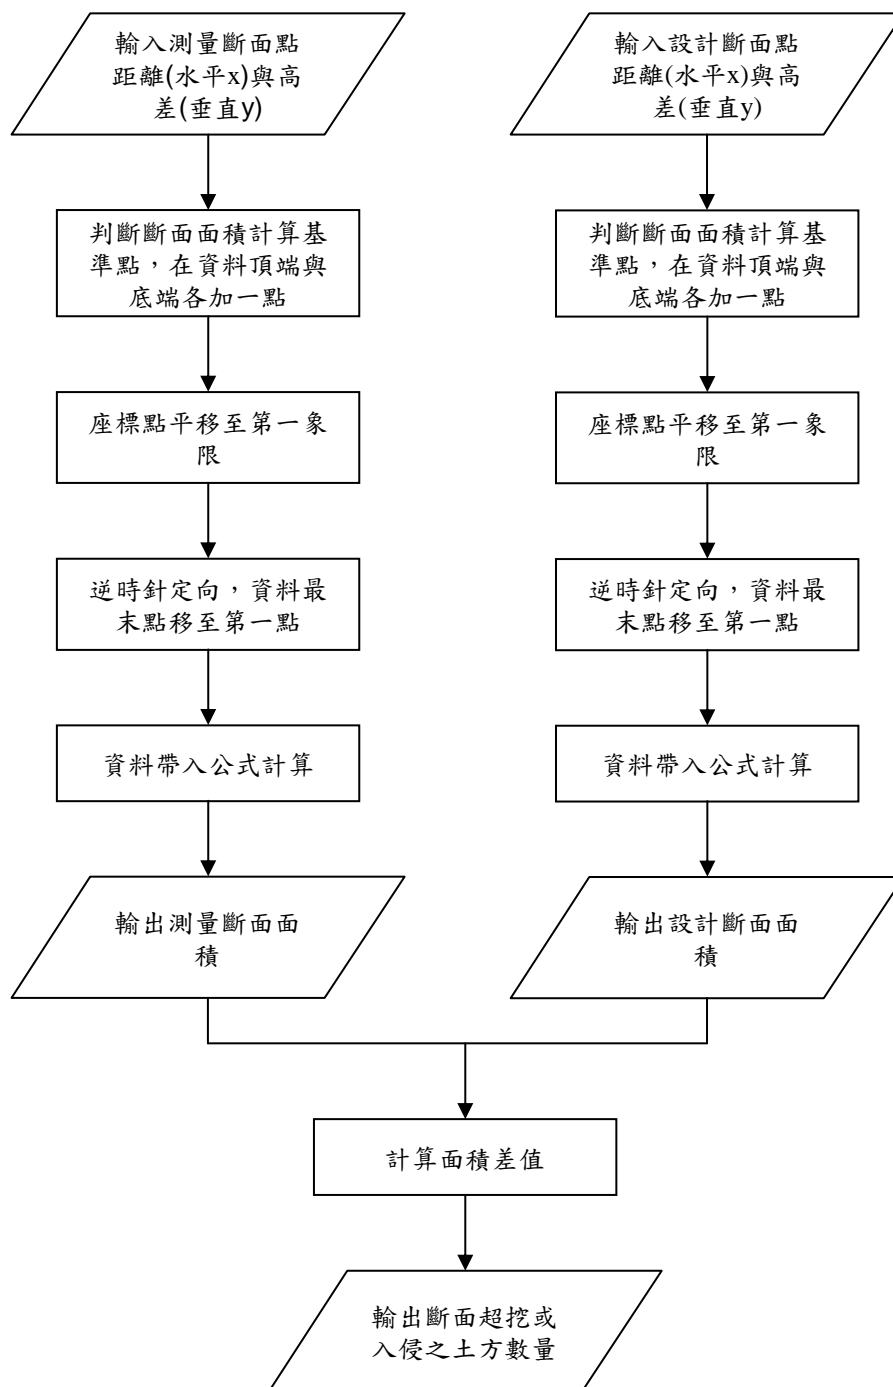 輸入測量斷面點
距離(水平x)與高
差(垂直y)
判斷斷面面積計算基
準點，在資料頂端與
底端各加一點
座標點平移至第一象
限
逆時針定向，資料最
末點移至第一點
資料帶入公式計算
輸出測量斷面面
積
輸入設計斷面點
距離(水平x)與高
差(垂直y)
判斷斷面面積計算基
準點，在資料頂端與
底端各加一點
座標點平移至第一象
限
逆時針定向，資料最
末點移至第一點
資料帶入公式計算
輸出設計斷面面
積
計算面積差值
輸出斷面超挖或
入侵之土方數量